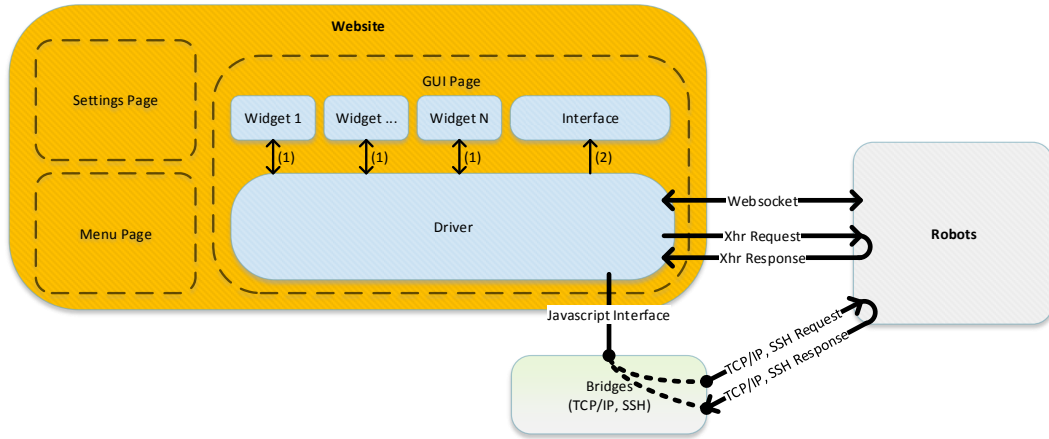 Website
Settings Page
GUI Page
Widget 1
Widget ...
Widget N
Interface
(1)
(1)
(1)
(2)
Menu Page
Driver
Websocket
Xhr Request
Xhr Response
Robots
Javascript Interface
TCP/IP, SSH Request
TCP/IP, SSH Response
Bridges
(TCP/IP, SSH)